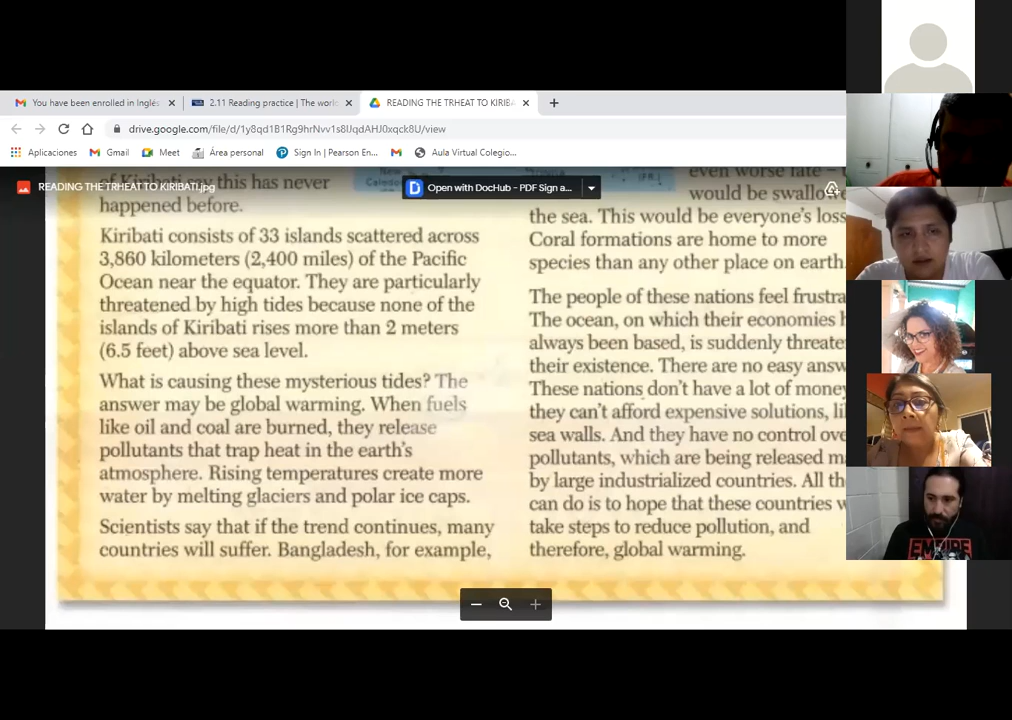 You have been enrolled in Inglés
2.11 Reading practice | The world
READING THE TRHEAT TO KIRIBA
drive.google.com/file/d/1y8qd1B1Rg9hrNvv1s8IJqdAHJ0xqck8U/view
Aplicaciones
Gmail
Meet
Área personal
Sign In | Pearson En...
Aula Virtual Colegio...
READING THE TRHEAT TO KIRIBATI.jpg
Open with DocHub - PDF Sign a...
of Kiribati say this has never
happened before.
Kiribati consists of 33 islands scattered across
3,860 kilometers (2,400 miles) of the Pacific
Ocean near the equator. They are particularly
threatened by high tides because none of the
islands of Kiribati rises more than 2 meters
(6.5 feet) above sea level.
What is causing these mysterious tides? The
answer may be global warming. When fuels
like oil and coal are burned, they release
pollutants that trap heat in the earth's
atmosphere. Rising temperatures create more
water by melting glaciers and polar ice caps.
Scientists say that if the trend continues, many
countries will suffer. Bangladesh, for example,
New
even worse fate –
would be swallowe
the sea. This would be everyone's loss
Coral formations are home to more
species than any other place on earth.
The people of these nations feel frustra
The ocean, on which their economies h
always been based, is suddenly threate
their existence. There are no easy answ
These nations don't have a lot of money
they can't afford expensive solutions, li
sea walls. And they have no control ove
pollutants, which are being released ma
by large industrialized countries. All the
can do is to hope that these countries w
take steps to reduce pollution, and
therefore, global warming.
EMPIRE